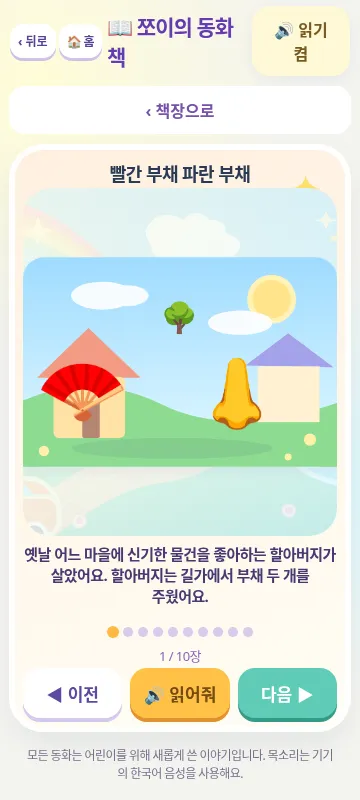 ‹ 뒤로
🏠 홈
📖 쪼이의 동화
책
🔊 읽기
켬
‹ 책장으로
빨간 부채 파란 부채
옛날 어느 마을에 신기한 물건을 좋아하는 할아버지가
살았어요. 할아버지는 길가에서 부채 두 개를
주웠어요.
1 / 10장
◀ 이전
🔊 읽어줘
다음 ▶
모든 동화는 어린이를 위해 새롭게 쓴 이야기입니다. 목소리는 기기
의 한국어 음성을 사용해요.